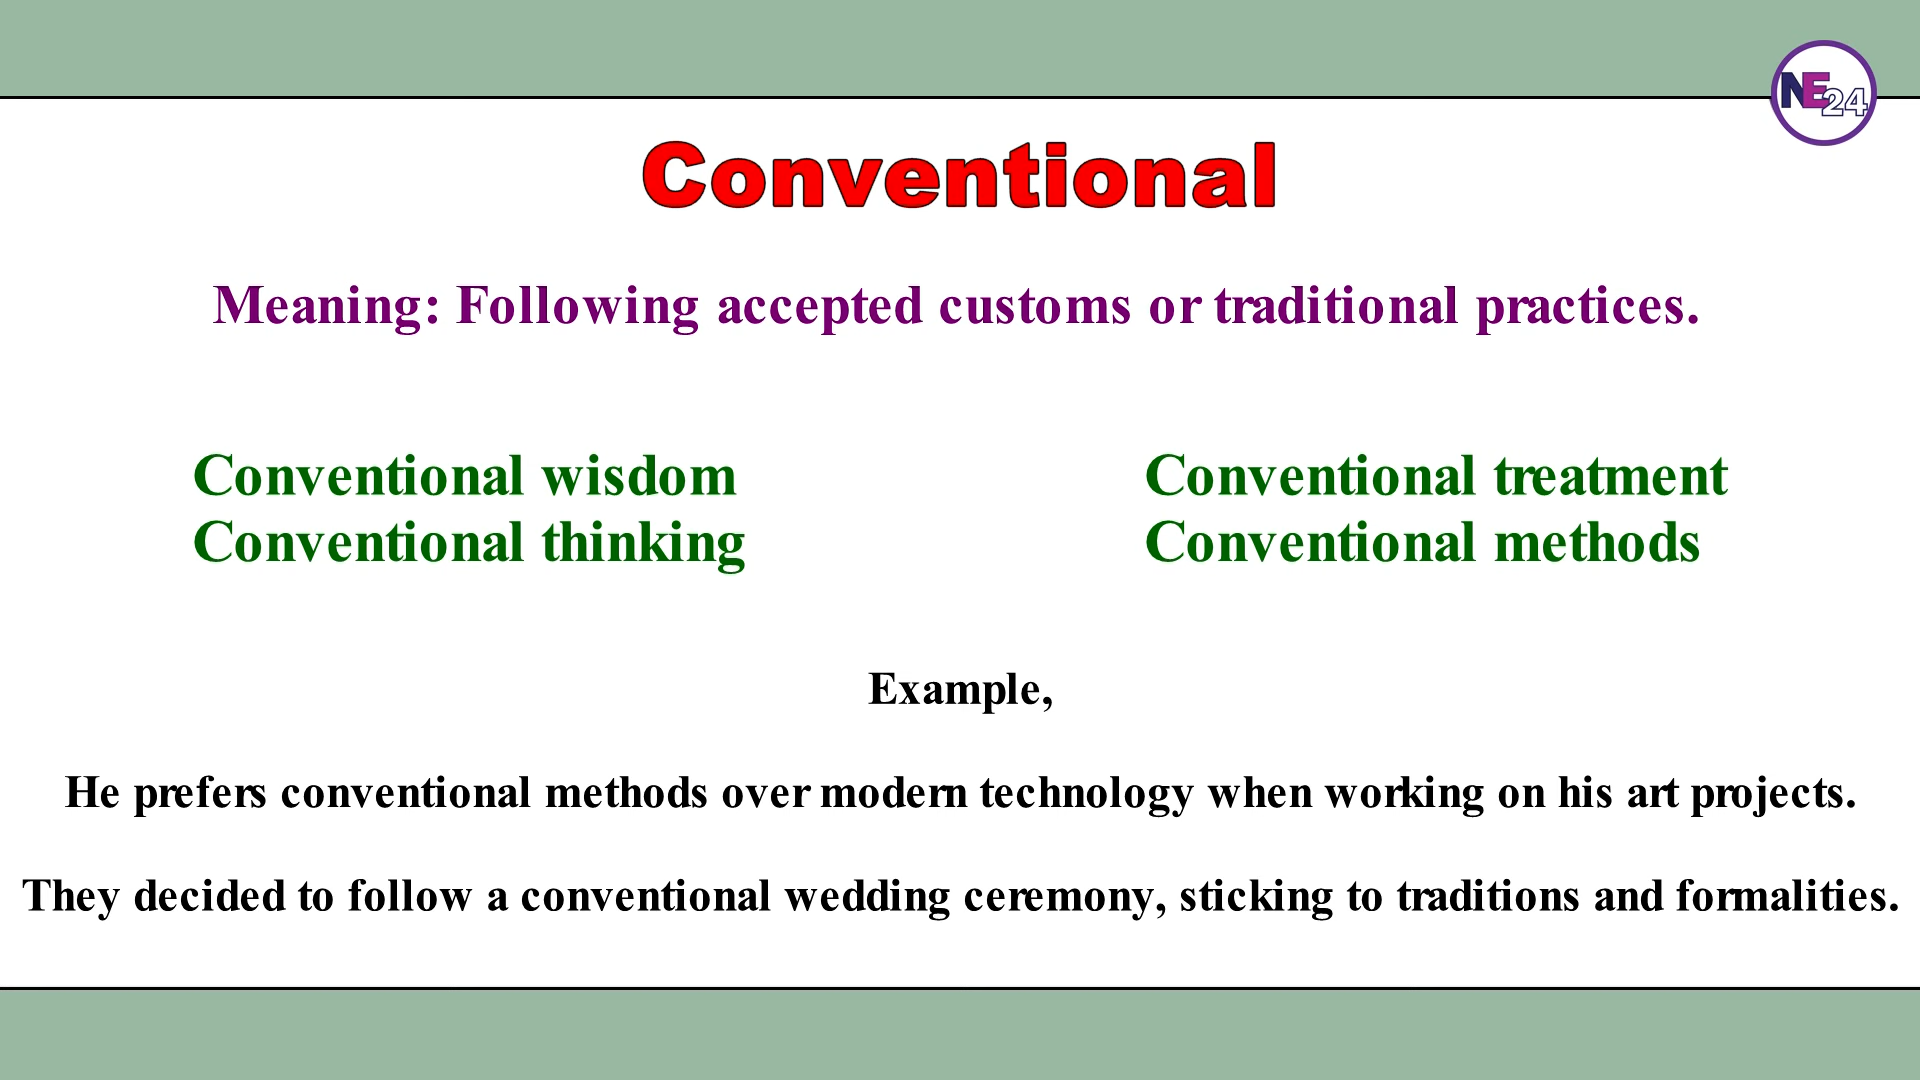 NE24
Conventional
Meaning: Following accepted customs or traditional practices.
Conventional wisdom
Conventional thinking
Conventional treatment
Conventional methods
Example,
He prefers conventional methods over modern technology when working on his art projects.
They decided to follow a conventional wedding ceremony, sticking to traditions and formalities.